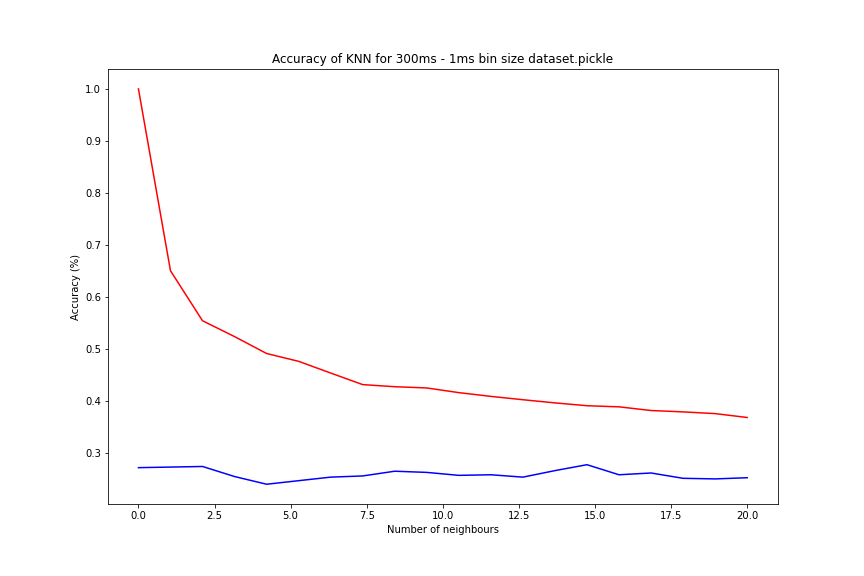 Accuracy of KNN for 300ms - 1ms bin size dataset.pickle
1.0
0.9
0.8
0.7
0.6
0.5
0.4
0.3
Accuracy (%)
0.0 2.5 5.0 7.5 10.0 12.5 15.0 17.5 20.0
Number of neighbours